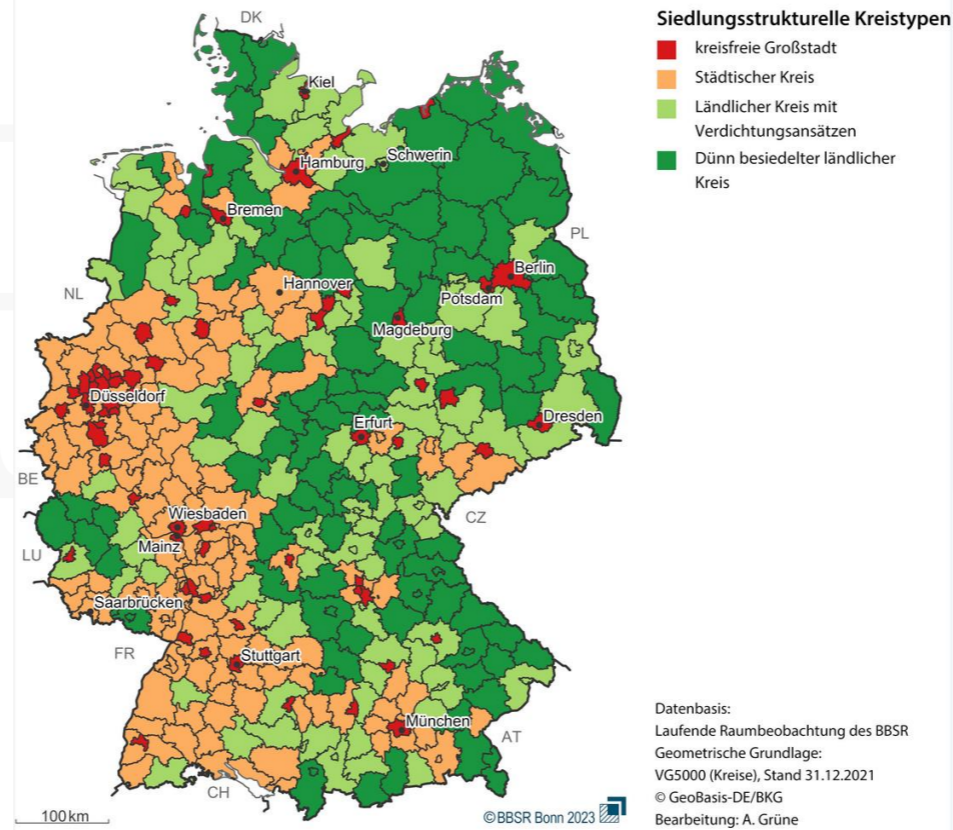 Siedlungsstrukturelle Kreistypen
kreisfreie Großstadt
Städtischer Kreis
Ländlicher Kreis mit
Verdichtungsansätzen
Dünn besiedelter ländlicher
Kreis
DK
Kiel
Hamburg
Schwerin
Bremen
PL
Berlin
Hannover
NL
Potsdam
Magdeburg
Düsseldorf
Erfurt
Dresden
BE
Wiesbaden
CZ
Mainz
LU
Saarbrücken
FR
Stuttgart
München
AT
CH
100 km
© BBSR Bonn 2023
Datenbasis:
Laufende Raumbeobachtung des BBSR
Geometrische Grundlage:
VG5000 (Kreise), Stand 31.12.2021
© GeoBasis-DE/BKG
Bearbeitung: A. Grüne